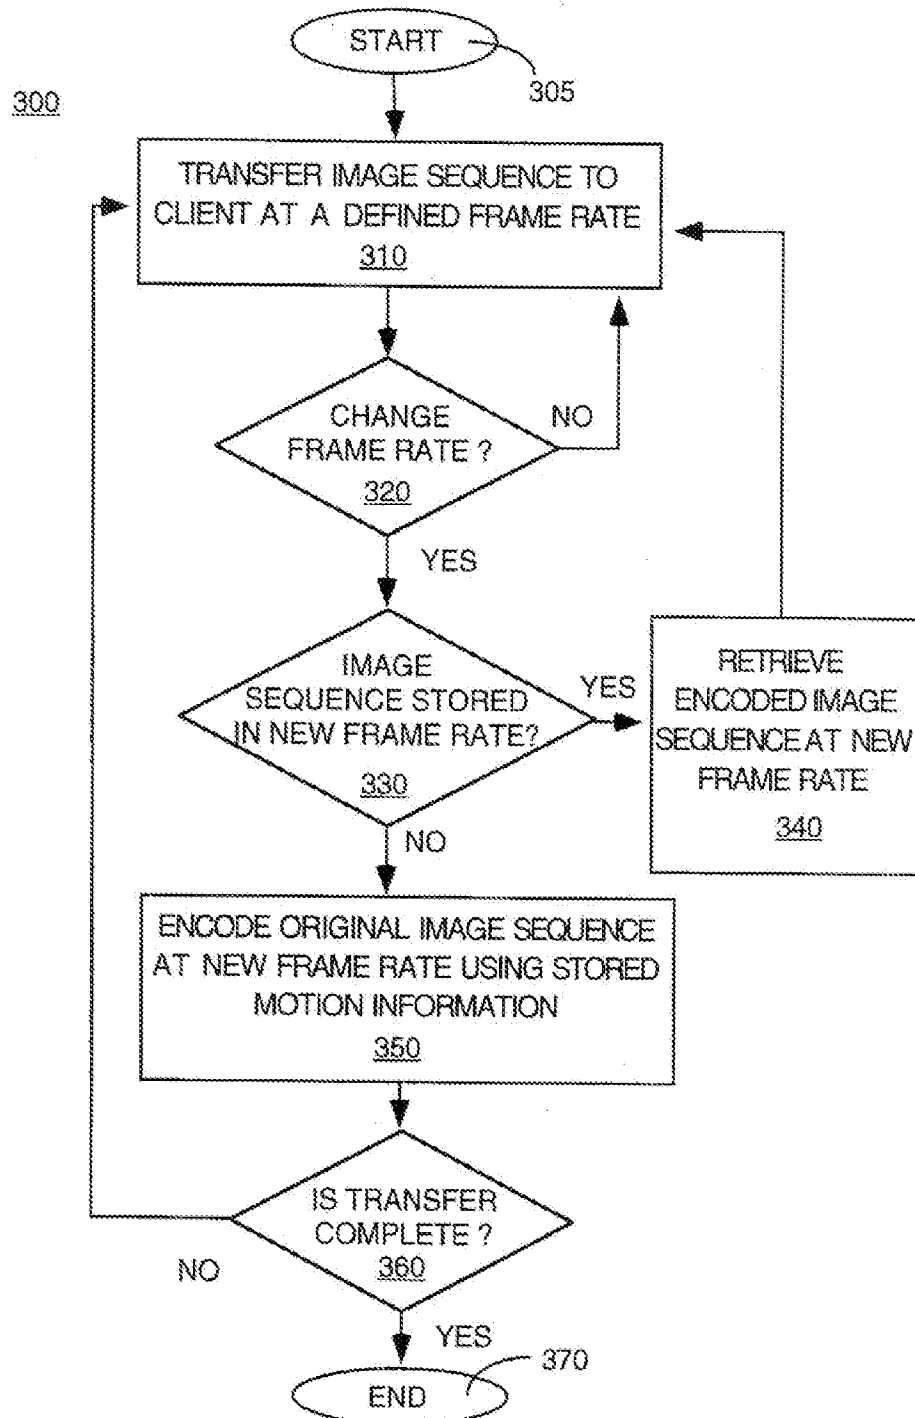 START
305
300
TRANSFER IMAGE SEQUENCE TO
CLIENT AT A DEFINED FRAME RATE
310
CHANGE
FRAME RATE ?
320
NO
YES
IMAGE
SEQUENCE STORED
IN NEW FRAME RATE?
330
YES
RETRIEVE
ENCODED IMAGE
SEQUENCE AT NEW
FRAME RATE
340
NO
ENCODE ORIGINAL IMAGE SEQUENCE
AT NEW FRAME RATE USING STORED
MOTION INFORMATION
350
IS TRANSFER
COMPLETE ?
360
NO
YES
370
END